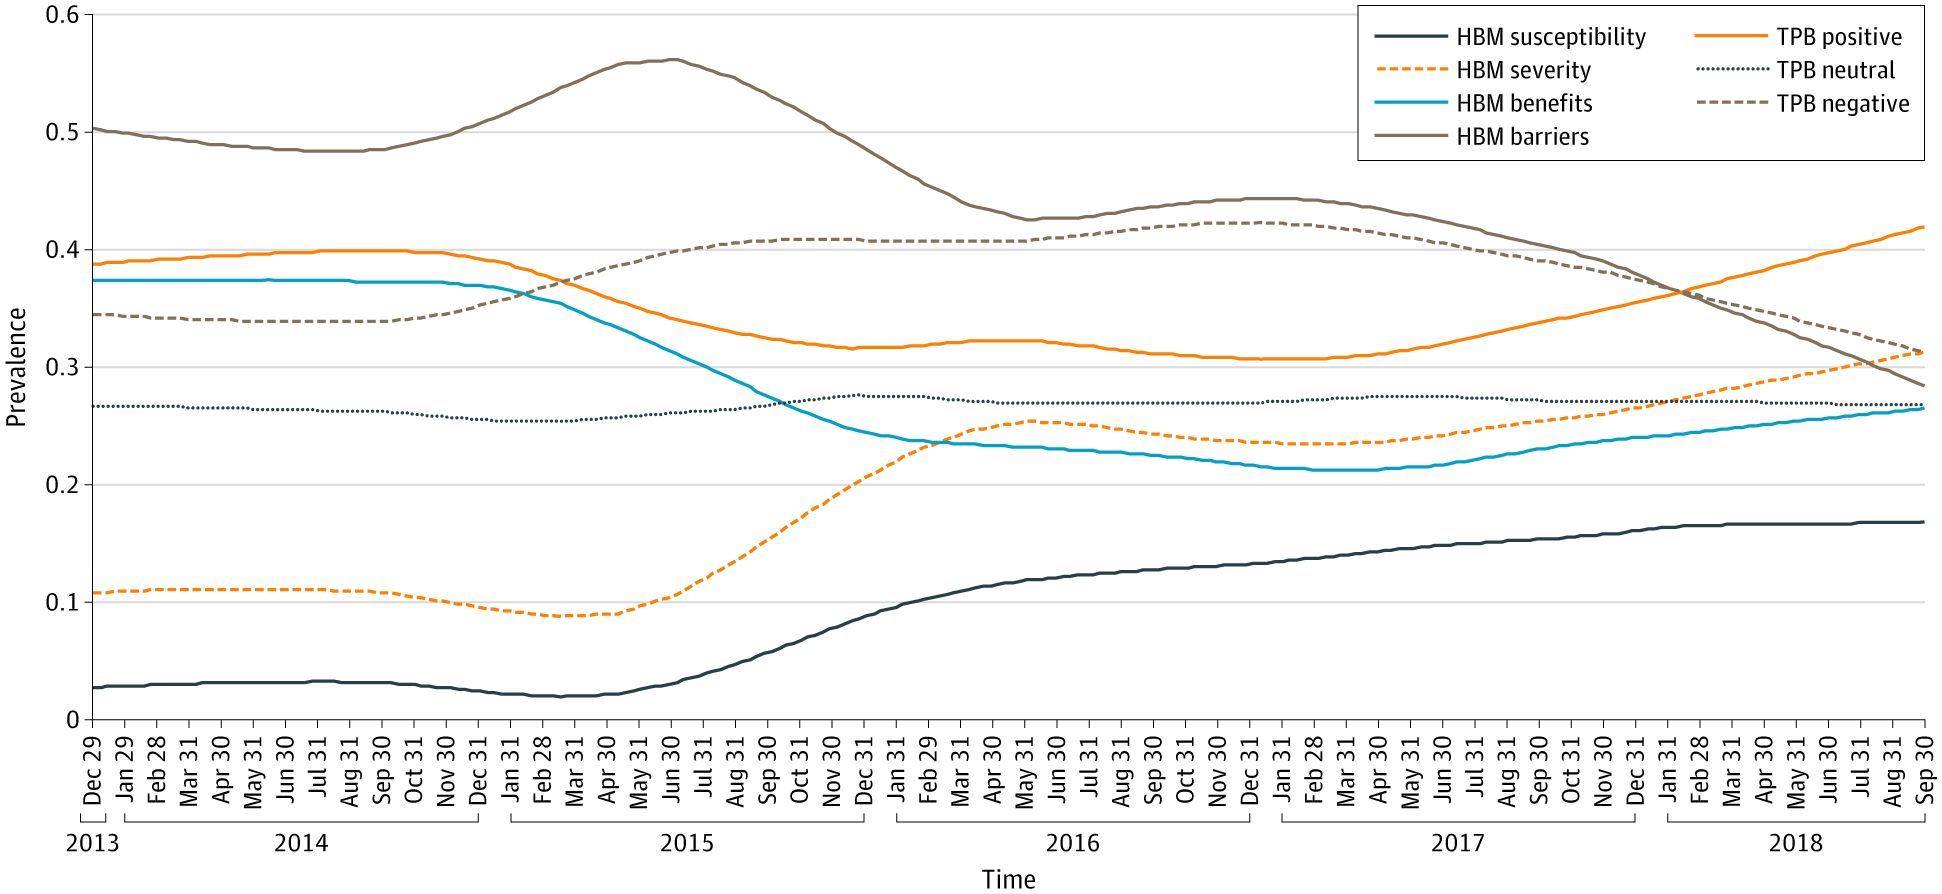 HBM susceptibility
HBM severity
HBM benefits
HBM barriers
TPB positive
TPB neutral
TPB negative
Prevalence
0.6
0.5
0.4
0.3
0.2
0.1
0
Dec 29
Jan 29
Feb 28
Mar 31
Apr 30
May 31
Jun 30
Jul 31
Aug 31
Sep 30
Oct 31
Nov 30
Dec 31
Jan 31
Feb 28
Mar 31
Apr 30
May 31
Jun 30
Jul 31
Aug 31
Sep 30
Oct 31
Nov 30
Dec 31
Jan 31
Feb 29
Mar 31
Apr 30
May 31
Jun 30
Jul 31
Aug 31
Sep 30
Oct 31
Nov 30
Dec 31
Jan 31
Feb 28
Mar 31
Apr 30
May 31
Jun 30
Jul 31
Aug 31
Sep 30
Oct 31
Nov 30
Dec 31
Jan 31
Feb 28
Mar 31
Apr 30
May 31
Jun 30
Jul 31
Aug 31
Sep 30
2013
2014
2015
2016
2017
2018
Time